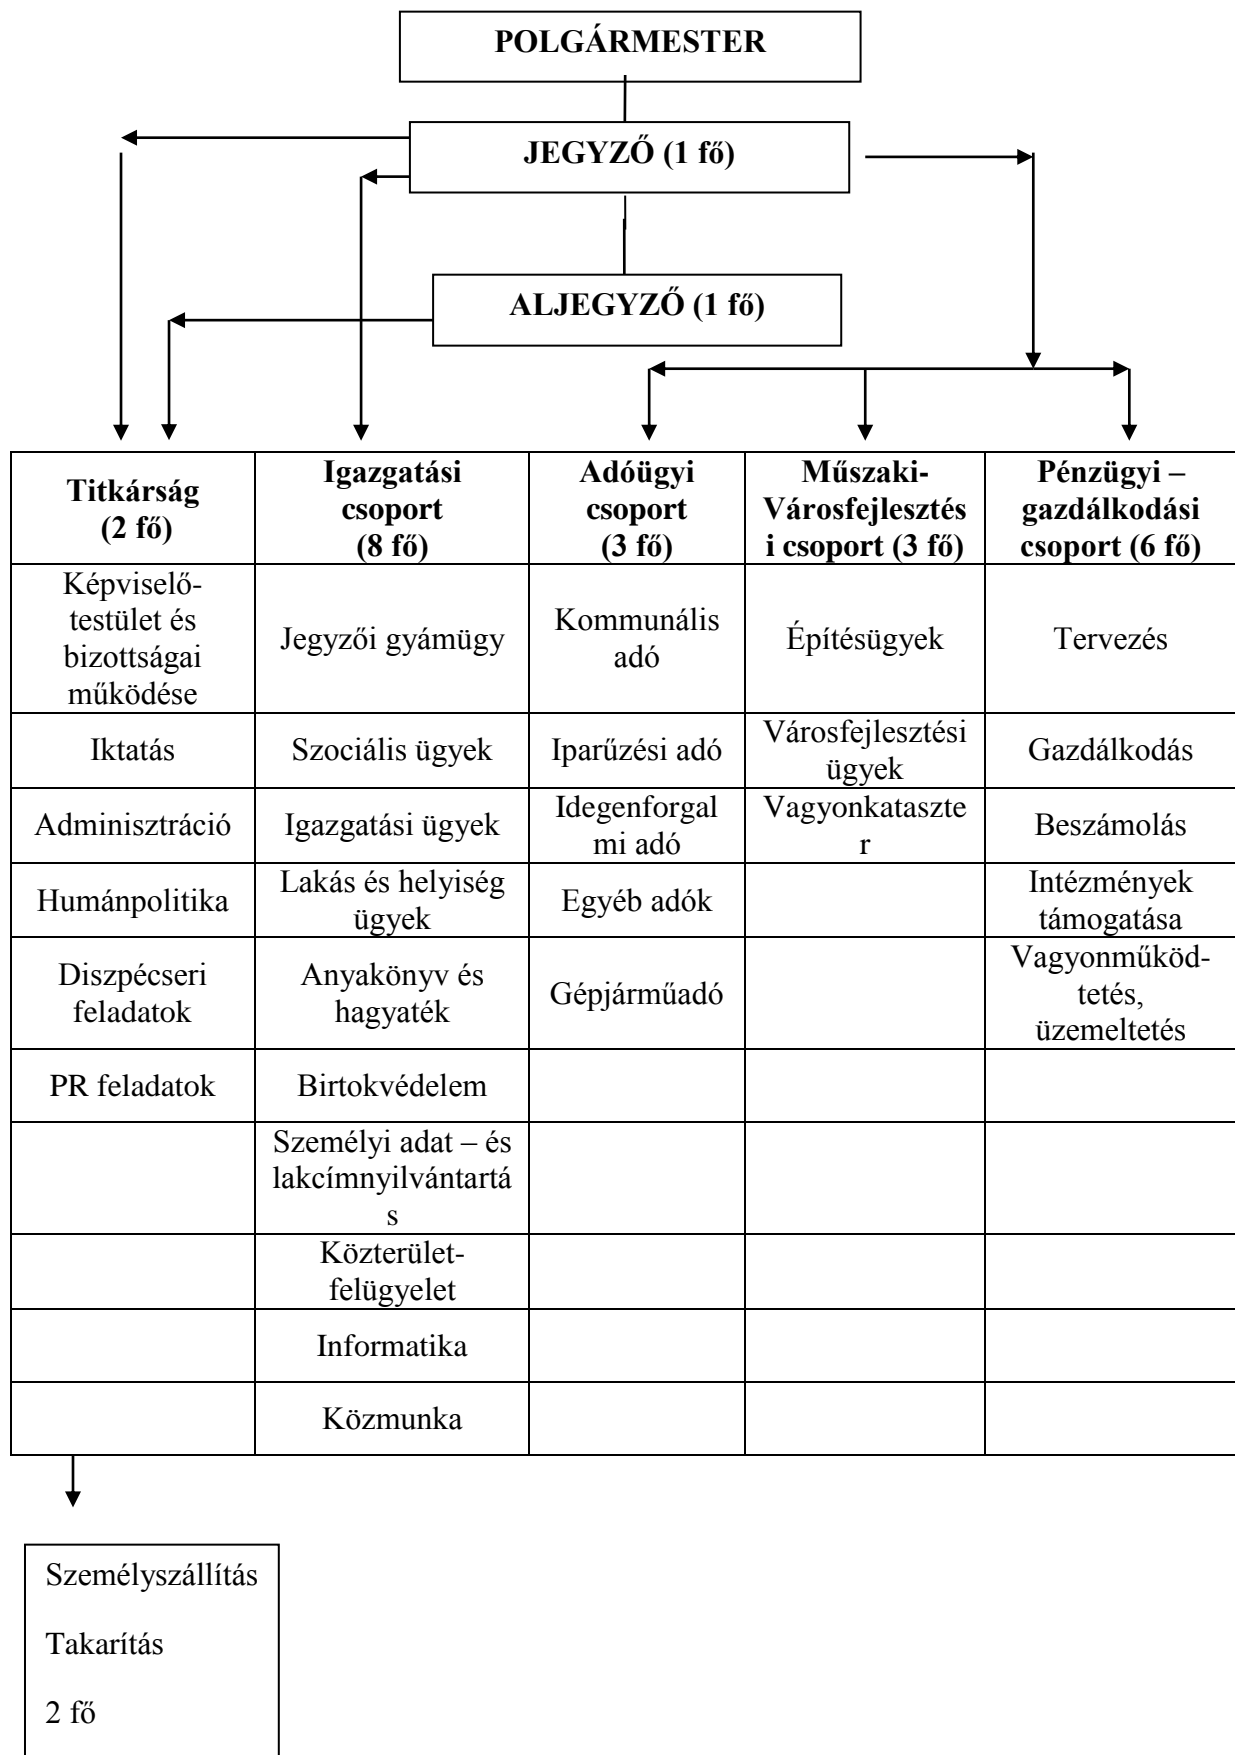 POLGÁRMESTER
JEGYZŐ (1 fő)
ALJEGYZŐ (1 fő)
Titkárság
(2 fő)
Igazgatási
csoport
(8 fő)
Adóügyi
csoport
(3 fő)
Műszaki-
Városfejlesztés
i csoport (3 fő)
Pénzügyi –
gazdálkodási
csoport (6 fő)
Képviselő-
testület és
bizottságai
működése
Jegyzői gyámügy
Kommunális
adó
Építésügyek
Tervezés
Iktatás
Szociális ügyek
Iparűzési adó
Városfejlesztési
ügyek
Gazdálkodás
Adminisztráció
Igazgatási ügyek
Idegenforgal
mi adó
Vagyonkataszte
r
Beszámolás
Humánpolitika
Lakás és helyiség
ügyek
Egyéb adók
Intézmények
támogatása
Diszpécseri
feladatok
Anyakönyv és
hagyaték
Gépjárműadó
Vagyonműköd-
tetés,
üzemeltetés
PR feladatok
Birtokvédelem
Személyi adat – és
lakcímnyilvántartá
s
Közterület-
felügyelet
Informatika
Közmunka
Személyszállítás
Takarítás
2 fő